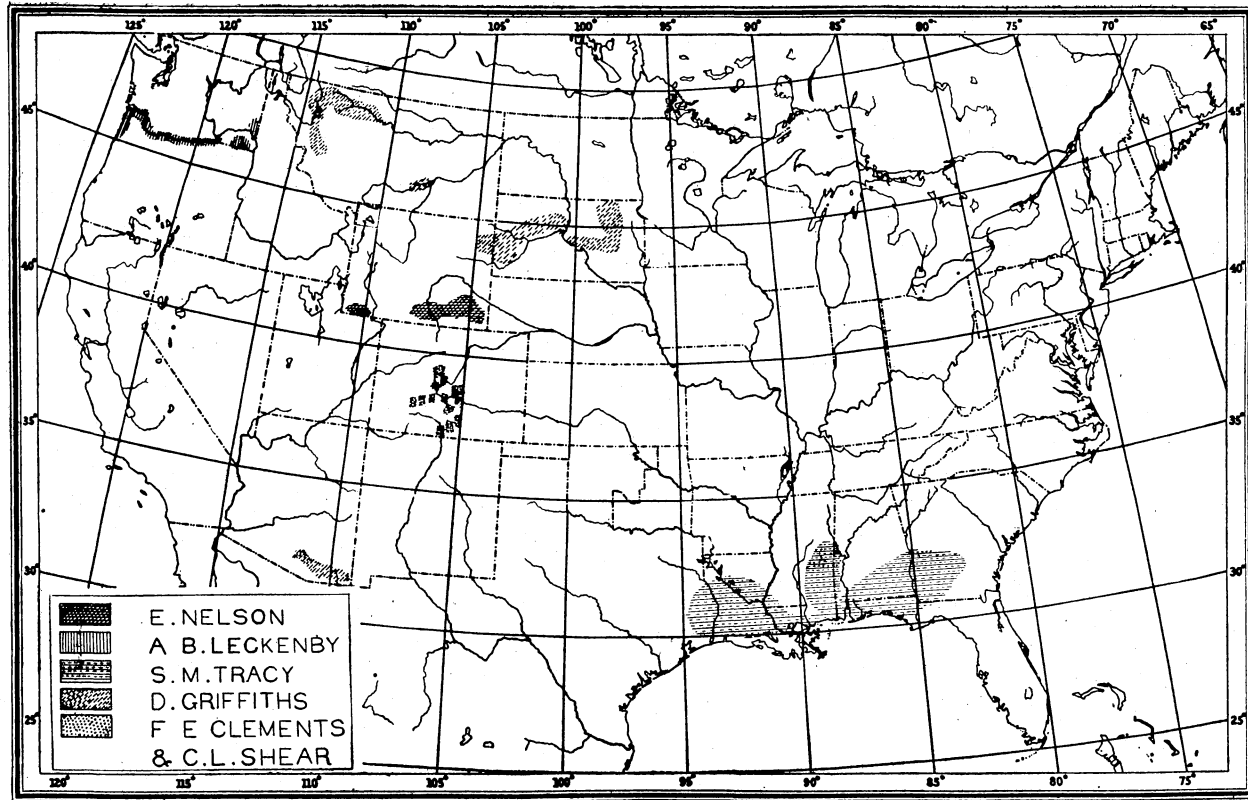 125° 120° 115° 110° 105° 100° 95° 90° 85° 80° 75° 70° 65°
45° 45°
40° 40°
35° 35°
30° 30°
25° 25°
E. NELSON
A B. LECKENBY
S. M. TRACY
D. GRIFFITHS
F E CLEMENTS
& C. L. SHEAR
120° 115° 110° 105° 100° 95° 90° 85° 80° 75°